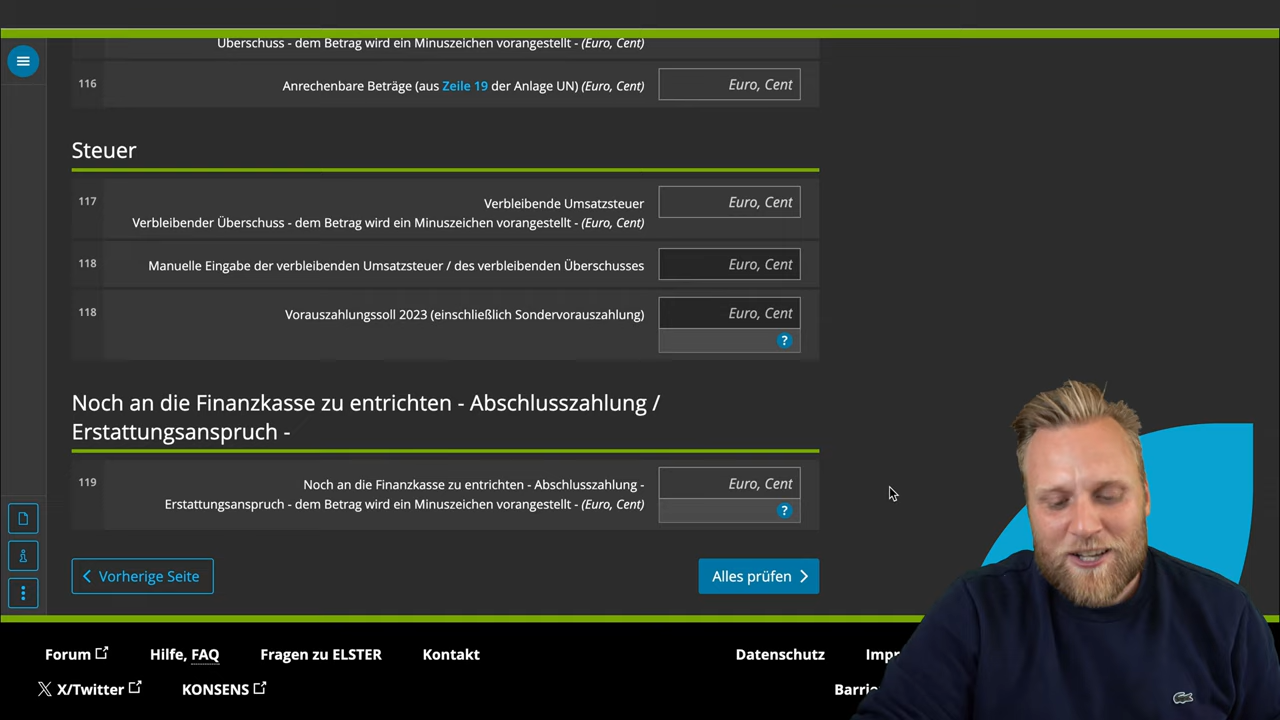 Überschuss - dem Betrag wird ein Minuszeichen vorangestellt - (Euro, Cent)
116 Anrechenbare Beträge (aus Zeile 19 der Anlage UN) (Euro, Cent) Euro, Cent
Steuer
117 Verbleibende Umsatzsteuer Euro, Cent
Verbleibender Überschuss - dem Betrag wird ein Minuszeichen vorangestellt - (Euro, Cent)
118 Manuelle Eingabe der verbleibenden Umsatzsteuer / des verbleibenden Überschusses Euro, Cent
118 Vorauszahlungssoll 2023 (einschließlich Sondervorauszahlung) Euro, Cent
?
Noch an die Finanzkasse zu entrichten - Abschlusszahlung /
Erstattungsanspruch -
119 Noch an die Finanzkasse zu entrichten - Abschlusszahlung - Euro, Cent
Erstattungsanspruch - dem Betrag wird ein Minuszeichen vorangestellt - (Euro, Cent) ?
Vorherige Seite Alles prüfen
Forum Hilfe, FAQ Fragen zu ELSTER Kontakt Datenschutz Impr
X/Twitter KONSENS Barri